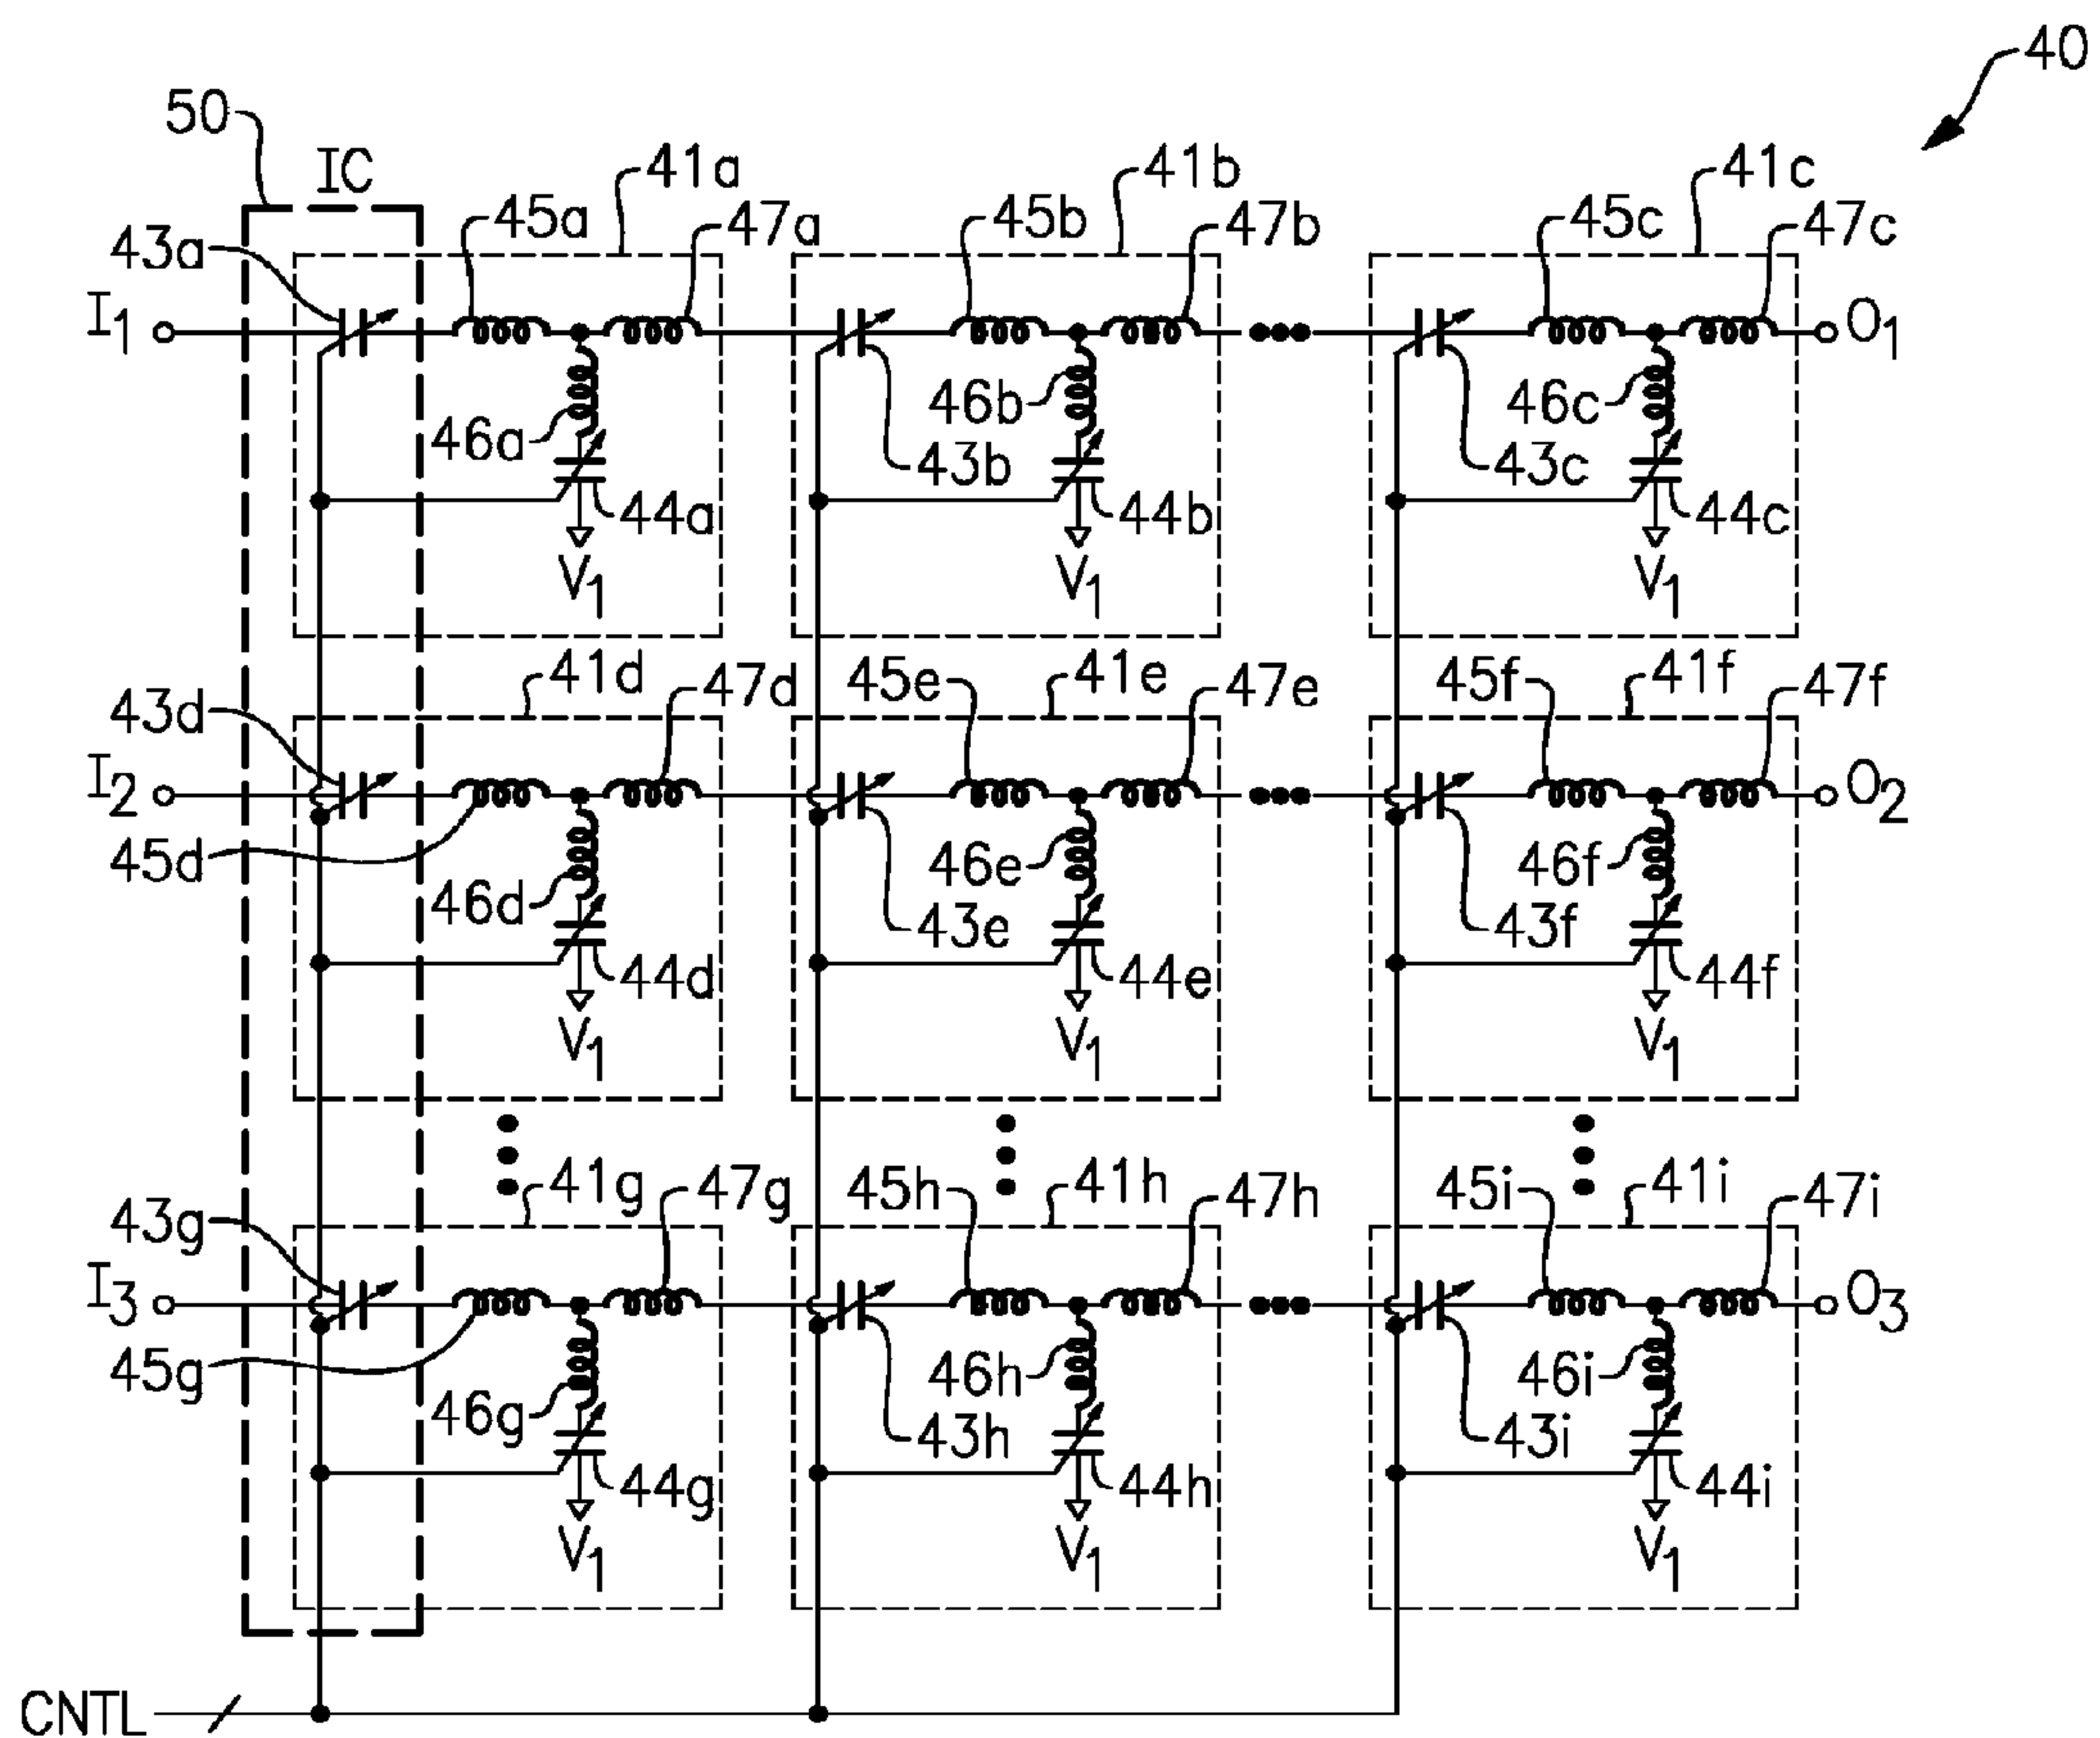 40
50
IC
41a
41b
41c
45a
47a
45b
47b
45c
47c
43a
I1
O1
46a
46b
46c
43b
43c
44a
44b
44c
V1
V1
V1
41d
47d
45e
41e
47e
45f
41f
47f
43d
I2
O2
45d
46d
46e
46f
43e
43f
44d
44e
44f
V1
V1
V1
41g
47g
45h
41h
47h
45i
41i
47i
43g
I3
O3
45g
46g
46h
46i
43h
43i
44g
44h
44i
V1
V1
V1
CNTL